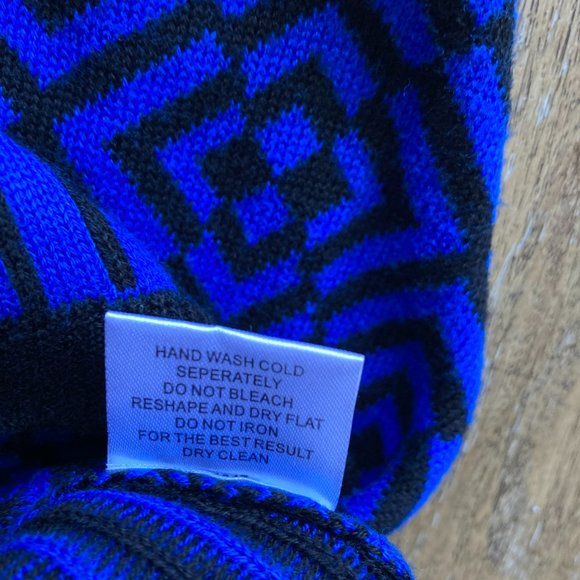 HAND WASH COLD
SEPERATELY
DO NOT BLEACH
RESHAPE AND DRY FLAT
DO NOT IRON
FOR THE BEST RESULT
DRY CLEAN